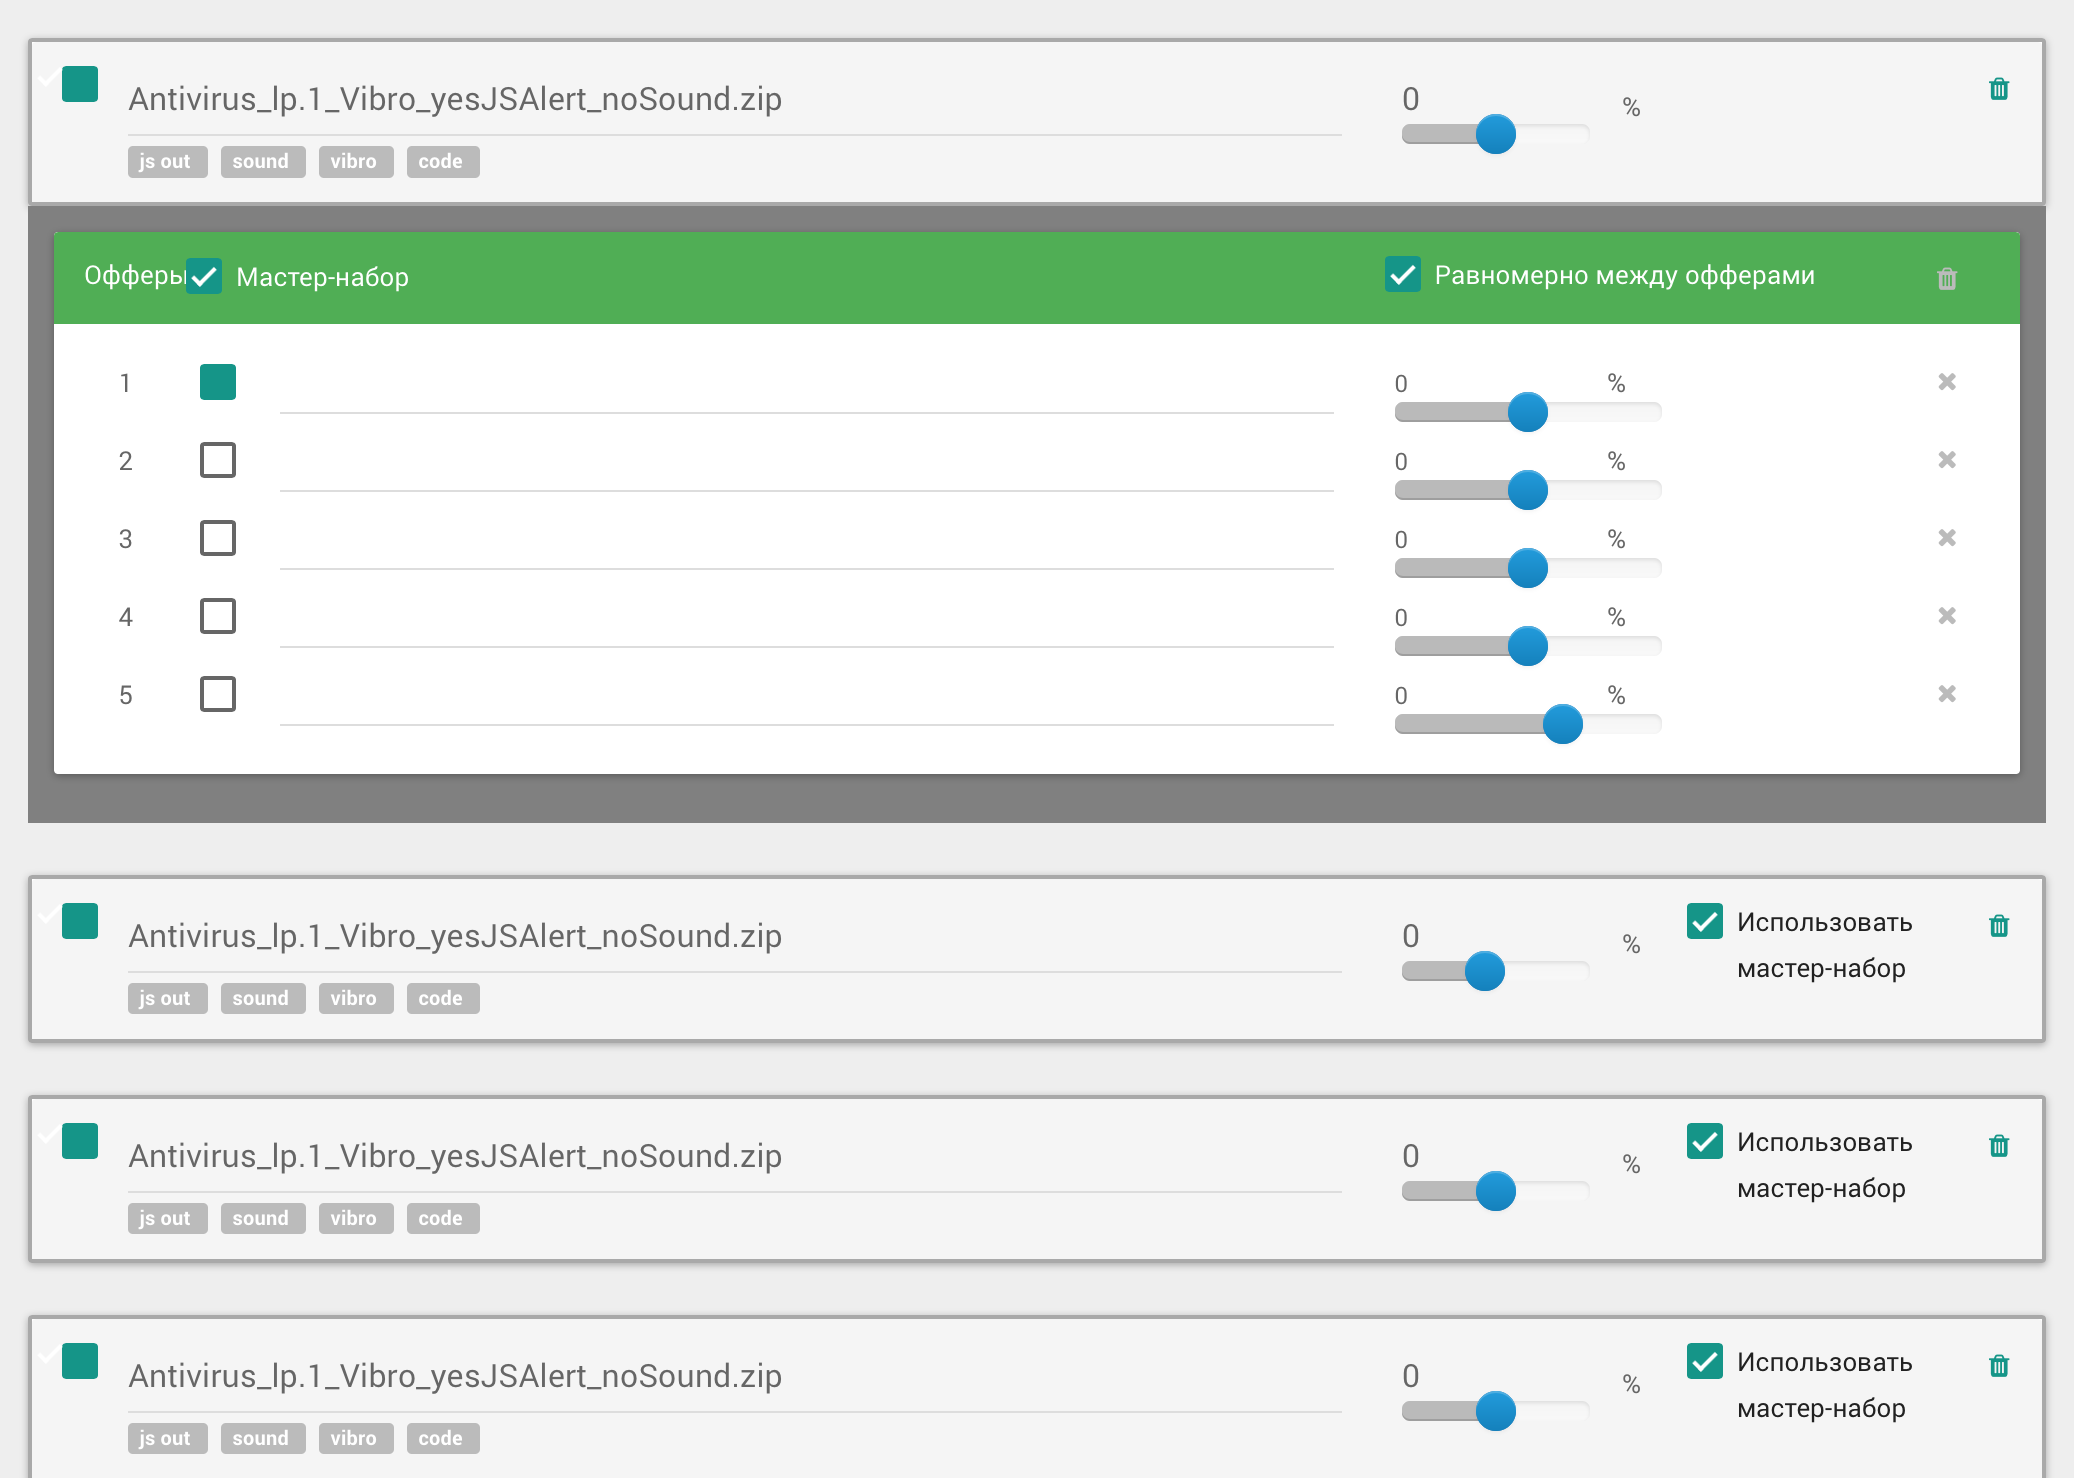 Antivirus_lp.1_Vibro_yesJSAlert_noSound.zip 0 %
js out sound vibro code
Офферы Мастер-набор Равномерно между офферами
1 0 %
2 0 %
3 0 %
4 0 %
5 0 %
Antivirus_lp.1_Vibro_yesJSAlert_noSound.zip 0 % Использовать
мастер-набор
js out sound vibro code
Antivirus_lp.1_Vibro_yesJSAlert_noSound.zip 0 % Использовать
мастер-набор
js out sound vibro code
Antivirus_lp.1_Vibro_yesJSAlert_noSound.zip 0 % Использовать
мастер-набор
js out sound vibro code